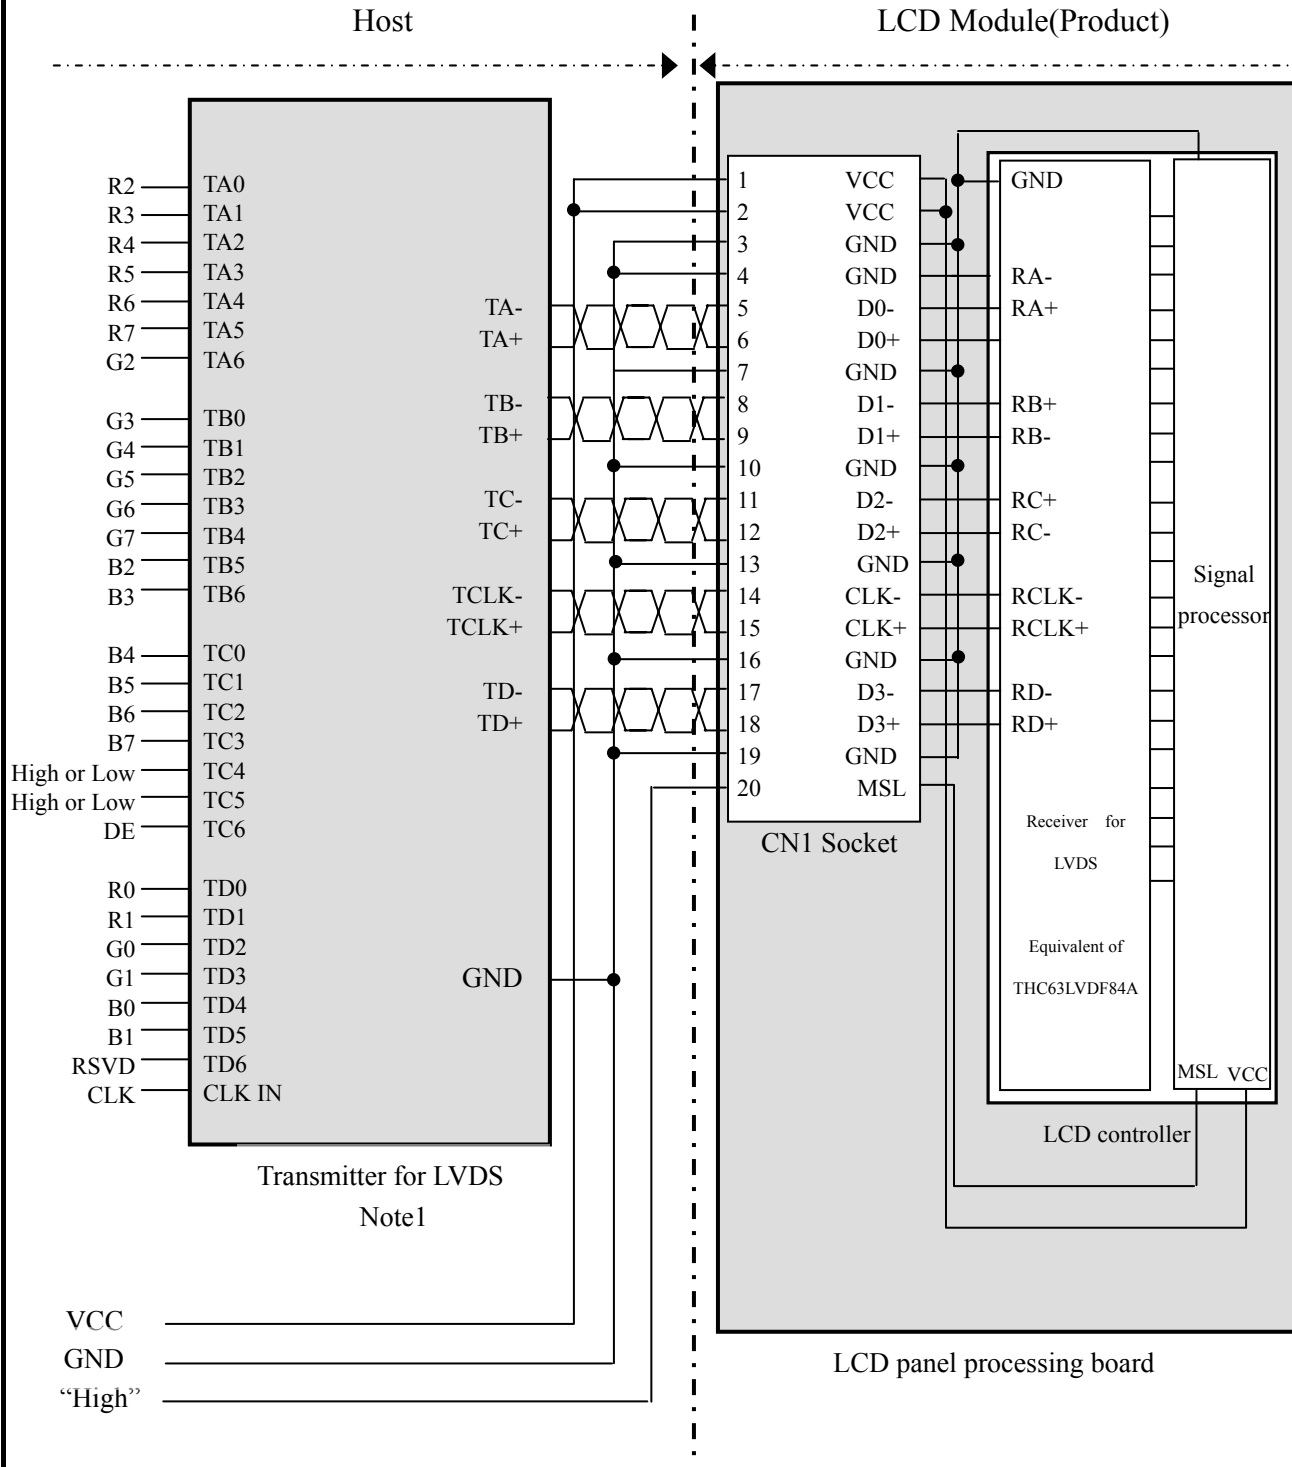 Host
LCD Module(Product)
R2 TA0
R3 TA1
R4 TA2
R5 TA3
R6 TA4
R7 TA5
G2 TA6
G3 TB0
G4 TB1
G5 TB2
G6 TB3
G7 TB4
B2 TB5
B3 TB6
B4 TC0
B5 TC1
B6 TC2
B7 TC3
High or Low TC4
High or Low TC5
DE TC6
R0 TD0
R1 TD1
G0 TD2
G1 TD3
B0 TD4
B1 TD5
RSVD TD6
CLK CLK IN
TA-
TA+
TB-
TB+
TC-
TC+
TCLK-
TCLK+
TD-
TD+
GND
Transmitter for LVDS
Note1
VCC
GND
“High”
1 VCC
2 VCC
3 GND
4 GND
5 D0-
6 D0+
7 GND
8 D1-
9 D1+
10 GND
11 D2-
12 D2+
13 GND
14 CLK-
15 CLK+
16 GND
17 D3-
18 D3+
19 GND
20 MSL
CN1 Socket
GND
RA-
RA+
RB+
RB-
RC+
RC-
RCLK-
RCLK+
RD-
RD+
Receiver for
LVDS
Equivalent of
THC63LVDF84A
Signal
processor
MSL VCC
LCD controller
LCD panel processing board